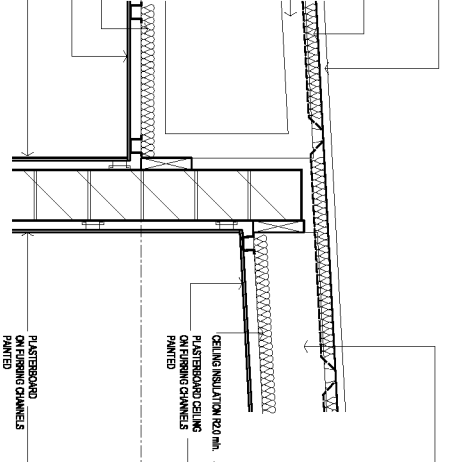 CEILING INSULATION R2.0 min.
PLASTERBOARD CEILING
ON FURRING CHANNELS
PAINTED
PLASTERBOARD
ON FURRING CHANNELS
PAINTED